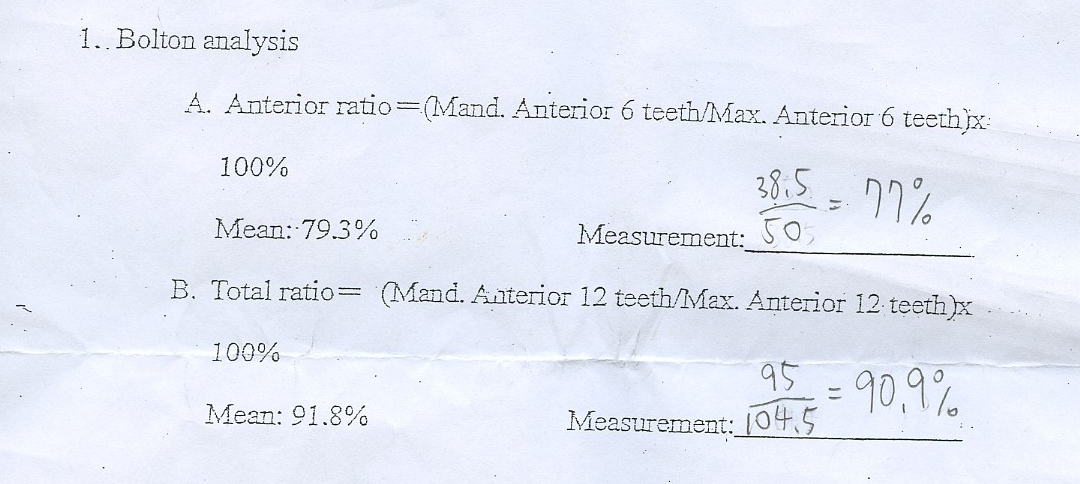 1. Bolton analysis
A. Anterior ratio=(Mand. Anterior 6 teeth/Max. Anterior 6 teeth)x
100%
Mean: 79.3% Measurement: 38.5/50 = 77%
B. Total ratio= (Mand. Anterior 12 teeth/Max. Anterior 12 teeth)x
100%
Mean: 91.8% Measurement: 95/104.5 = 90.9%